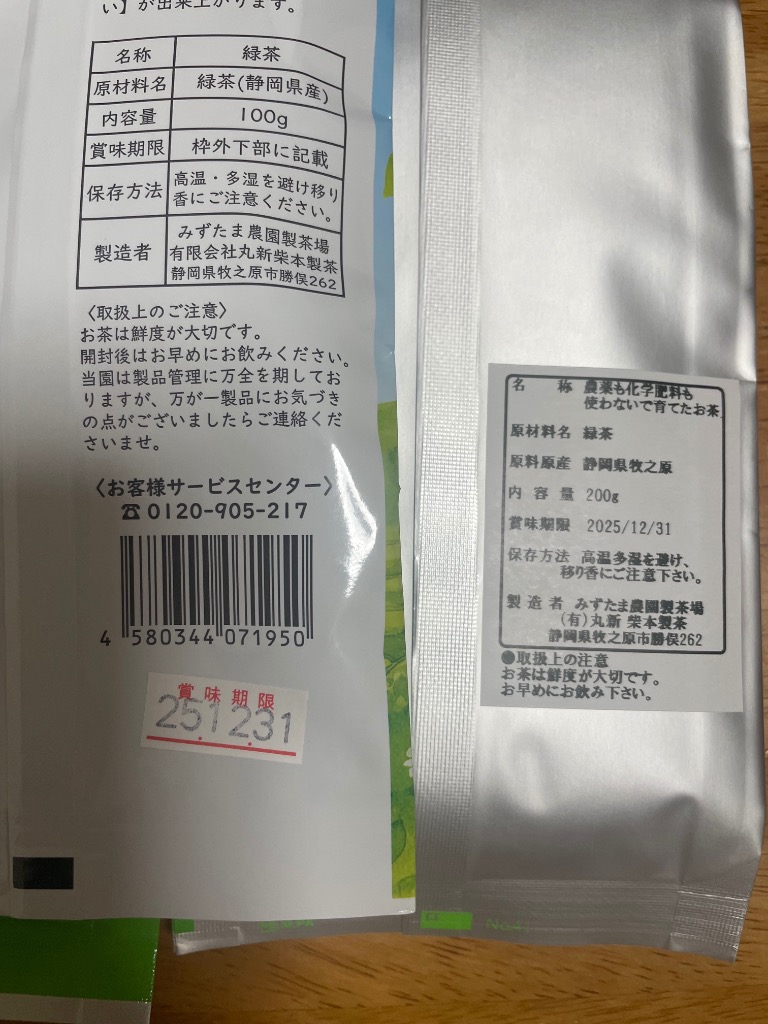 い】が出来上がります。
名称 緑茶
原材料名 緑茶(静岡県産)
内容量 100g
賞味期限 枠外下部に記載
保存方法 高温・多湿を避け移り
香にご注意ください。
製造者 みずたま農園製茶場
有限会社丸新柴本製茶
静岡県牧之原市勝俣262
〈取扱上のご注意〉
お茶は鮮度が大切です。
開封後はお早めにお飲みください。
当園は製品管理に万全を期してお
りますが、万が一製品にお気づき
の点がございましたらご連絡くだ
さいませ。
〈お客様サービスセンター〉
☎0120-905-217
4 580344 071950
賞味期限
25.12.31
名称 農薬も化学肥料も
使わないで育てたお茶
原材料名 緑茶
原料原産 静岡県牧之原
内容量 200g
賞味期限 2025/12/31
保存方法 高温多湿を避け、
移り香にご注意下さい。
製造者 みずたま農園製茶場
(有)丸新 柴本製茶
静岡県牧之原市勝俣262
●取扱上の注意
お茶は鮮度が大切です。
お早めにお飲み下さい。